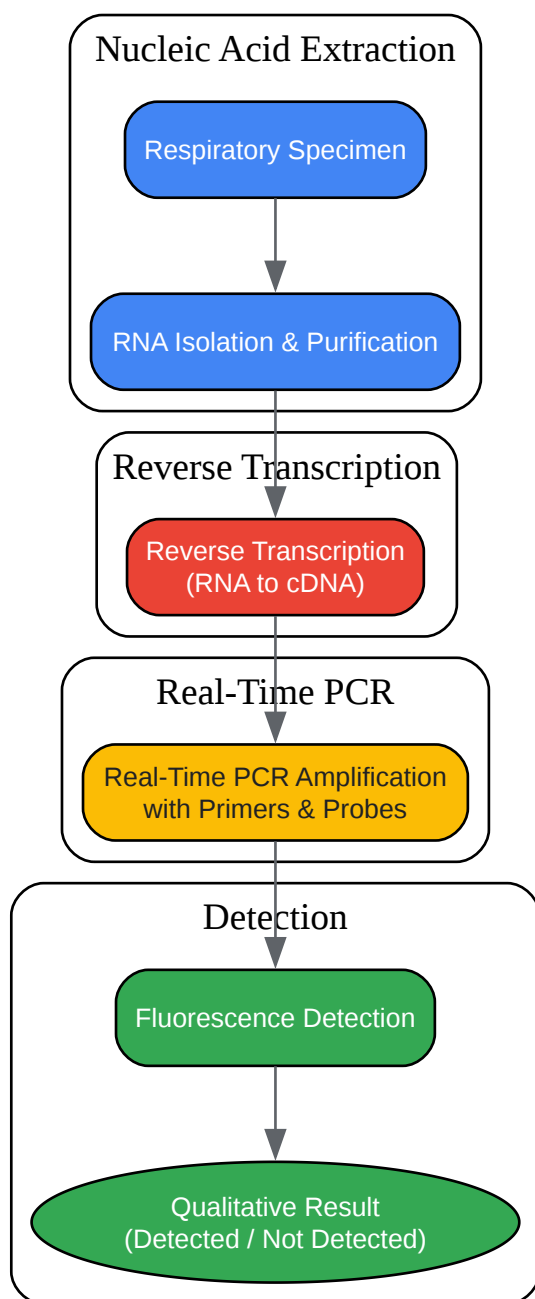 Nucleic Acid Extraction
Respiratory Specimen
RNA Isolation & Purification
Reverse Transcription
Reverse Transcription
(RNA to cDNA)
Real-Time PCR
Real-Time PCR Amplification
with Primers & Probes
Detection
Fluorescence Detection
Qualitative Result
(Detected / Not Detected)